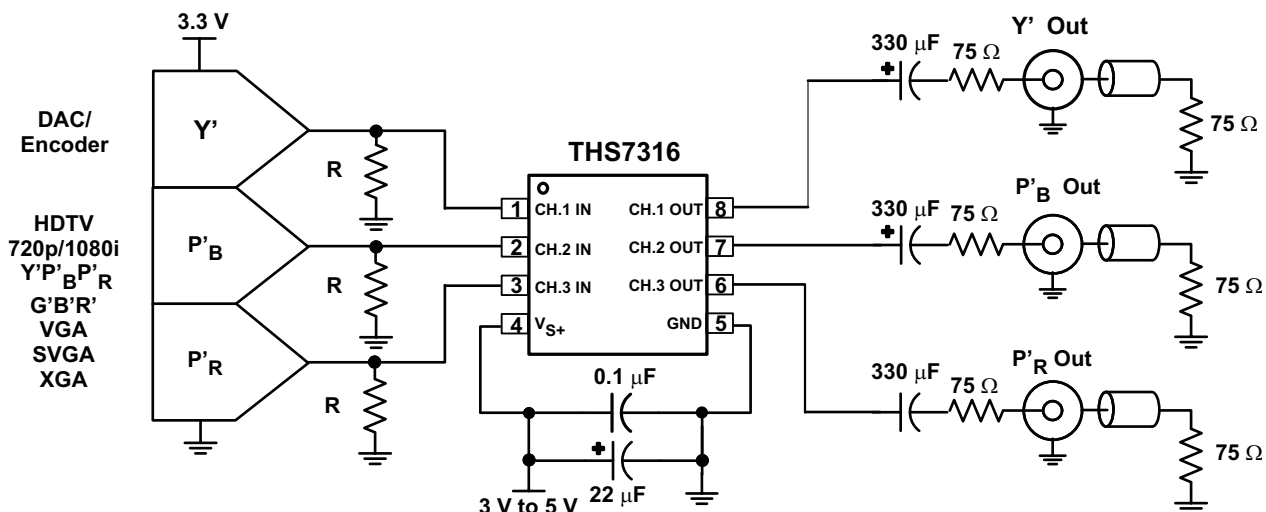 3.3 V
DAC/
Encoder
HDTV
720p/1080i
Y'P'BP'R
G'B'R'
VGA
SVGA
XGA
Y'
P'B
P'R
R
R
R
THS7316
1 CH.1 IN CH.1 OUT 8
2 CH.2 IN CH.2 OUT 7
3 CH.3 IN CH.3 OUT 6
4 VS+ GND 5
0.1 µF
+
22 µF
3 V to 5 V
330 µF
+
75 Ω
Y' Out
75 Ω
330 µF
+
75 Ω
P'B Out
75 Ω
330 µF
+
75 Ω
P'R Out
75 Ω